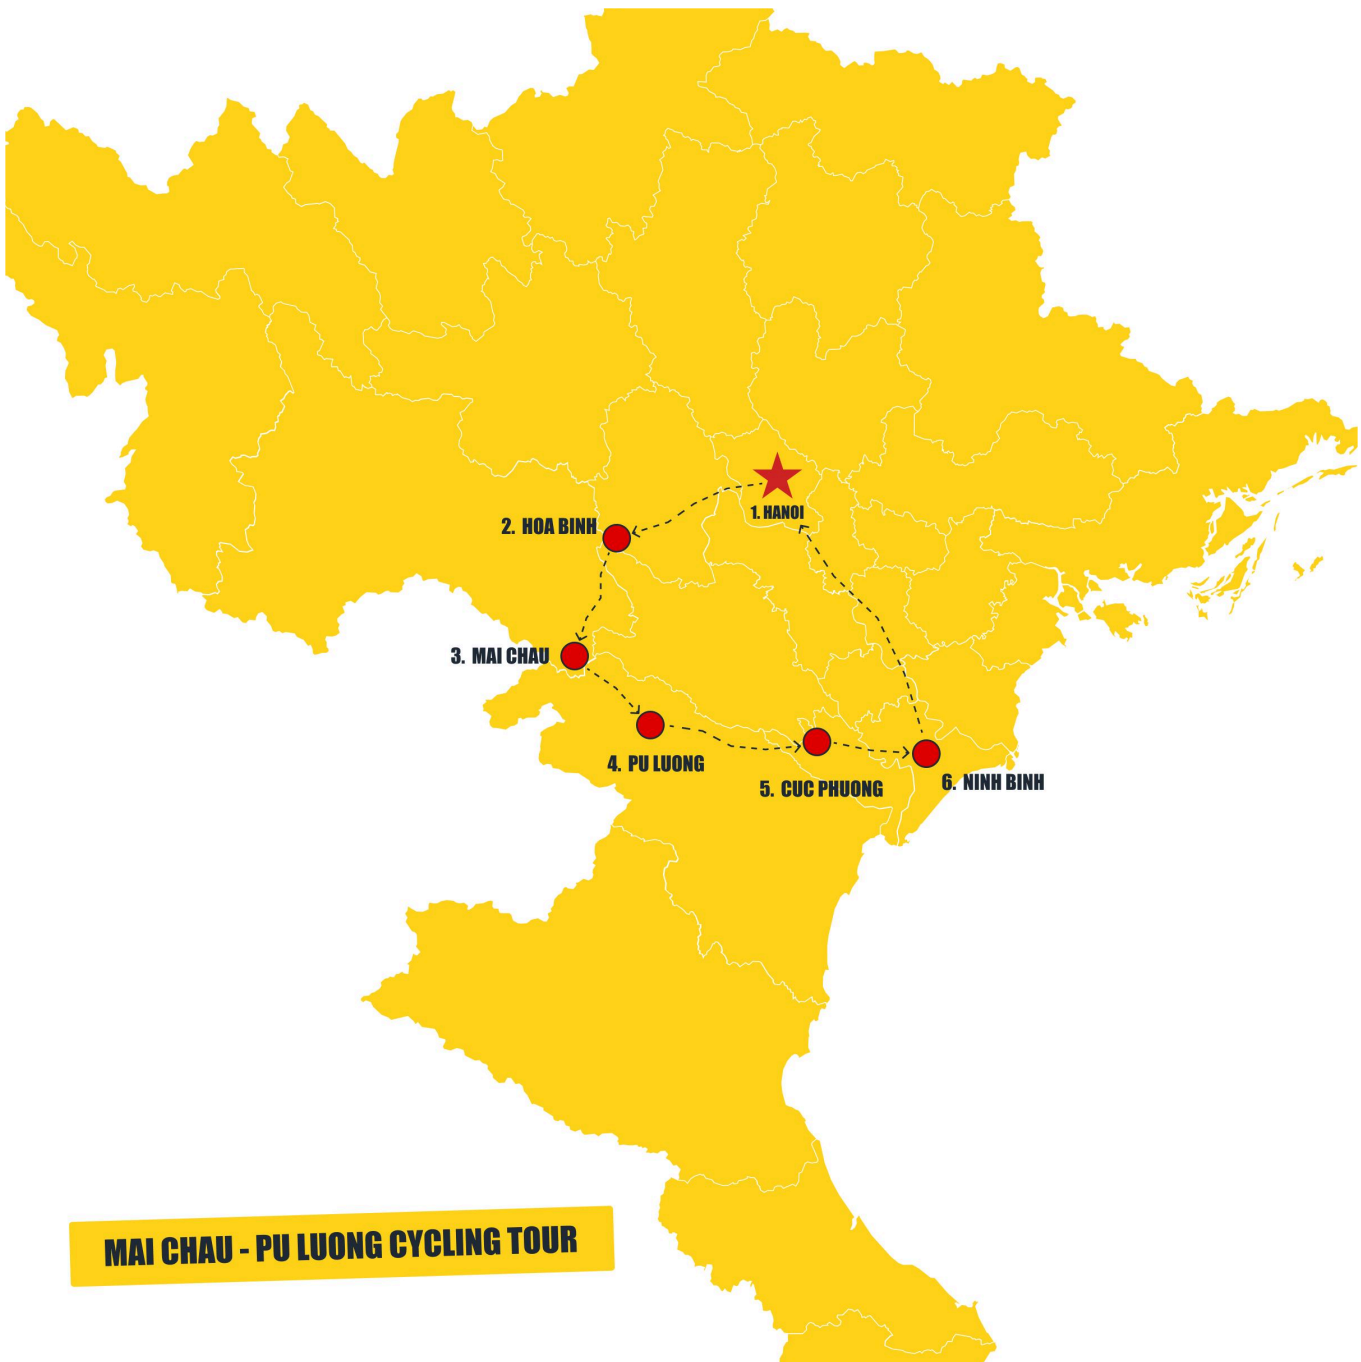 1. HANOI
2. HOA BINH
3. MAI CHAU
4. PU LUONG
5. CUC PHUONG
6. NINH BINH
MAI CHAU - PU LUONG CYCLING TOUR